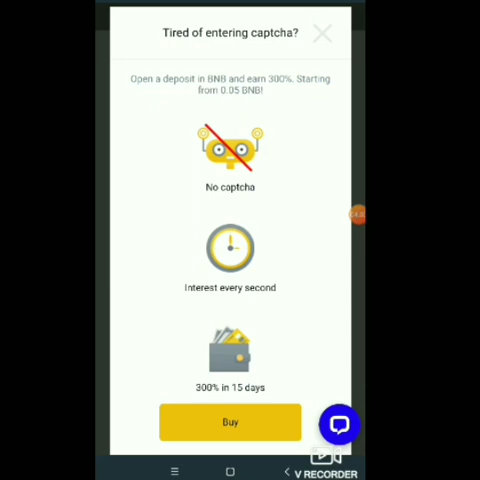 Tired of entering captcha?
Open a deposit in BNB and earn 300%. Starting
from 0.05 BNB!
No captcha
Interest every second
300% in 15 days
Buy
V RECORDER